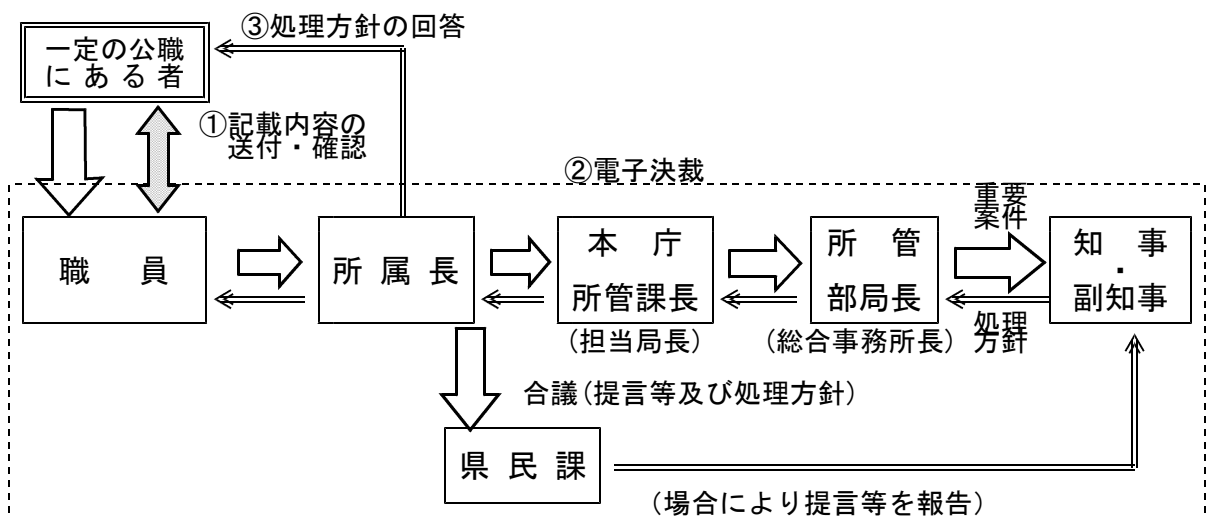 ③処理方針の回答
一定の公職
にある者
①記載内容の
送付・確認
②電子決裁
職　員
所属長
本　庁
所管課長
(担当局長)
所　管
部局長
(総合事務所長)
重要
案件
処理
方針
知　事
・
副知事
合議(提言等及び処理方針)
県民課
(場合により提言等を報告)